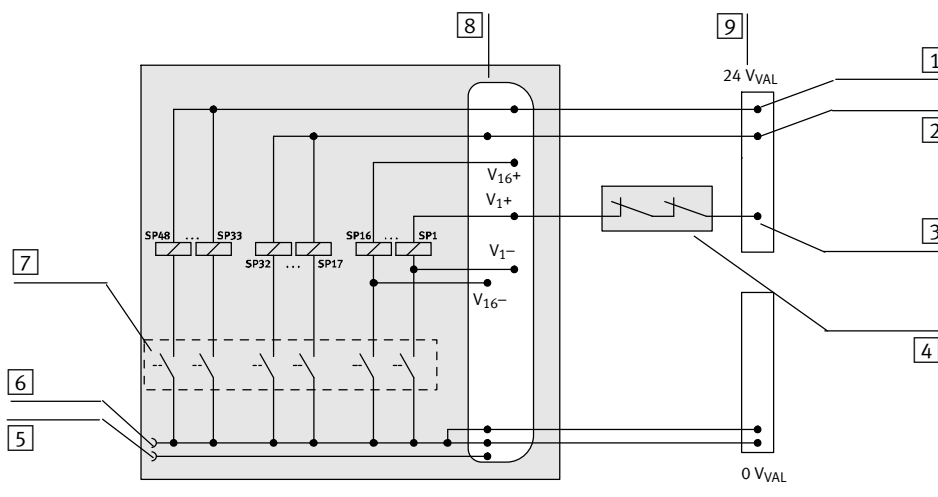 8
9
24 VVAL
1
2
V16+
V1+
SP48 ... SP33
SP16 ... SP1
SP32 ... SP17
3
7
V1–
V16–
4
6
5
0 VVAL